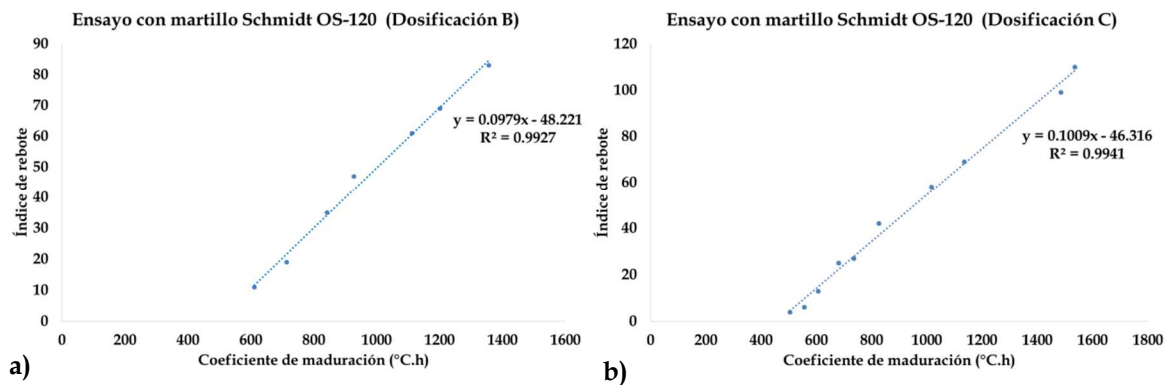 Ensayo con martillo Schmidt OS-120 (Dosificación B)
90
80
70
60
50
40
30
20
10
0
Índice de rebote
y = 0.0979x - 48.221
R² = 0.9927
0 200 400 600 800 1000 1200 1400 1600
Coeficiente de maduración (°C.h)
a)
Ensayo con martillo Schmidt OS-120 (Dosificación C)
120
100
80
60
40
20
0
Índice de rebote
y = 0.1009x - 46.316
R² = 0.9941
0 200 400 600 800 1000 1200 1400 1600 1800
Coeficiente de maduración (°C.h)
b)